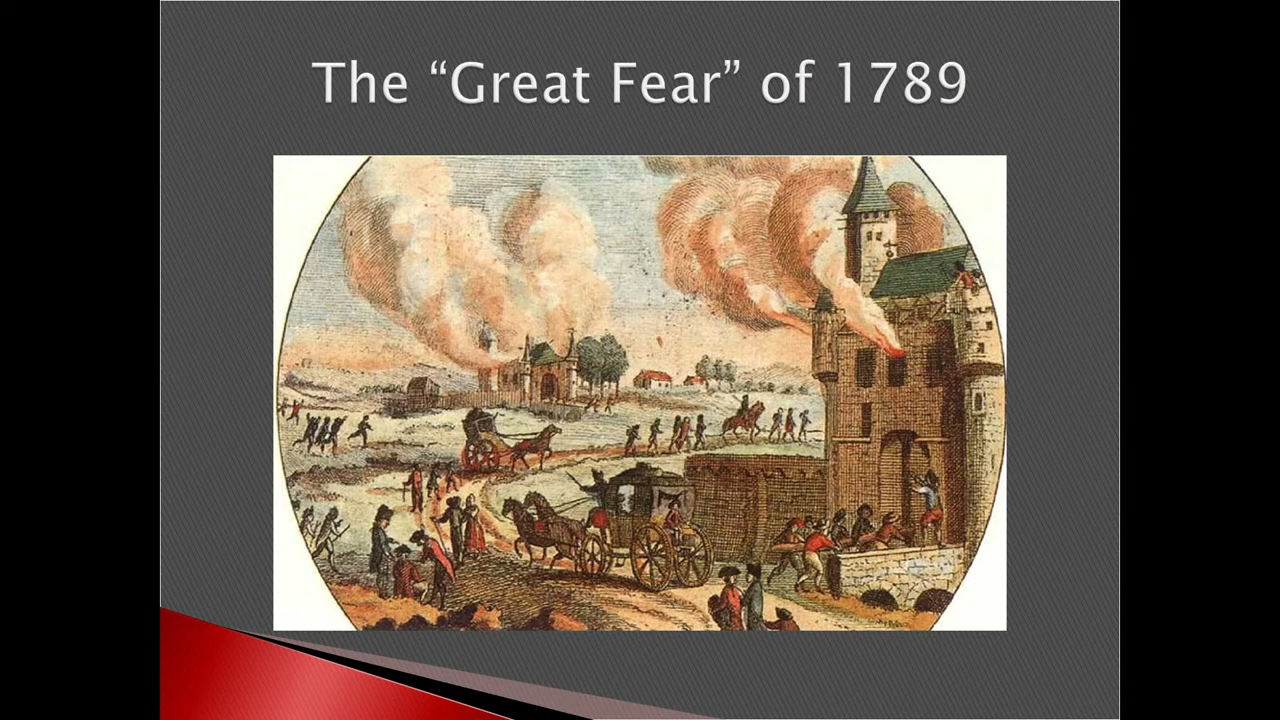 The “Great Fear” of 1789